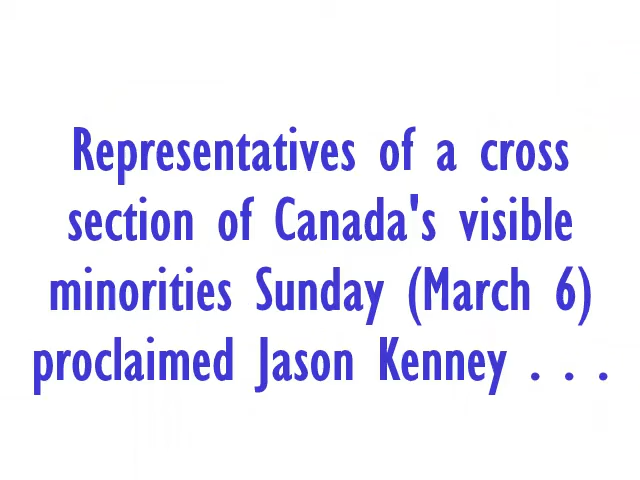 Representatives of a cross
section of Canada's visible
minorities Sunday (March 6)
proclaimed Jason Kenney . . .